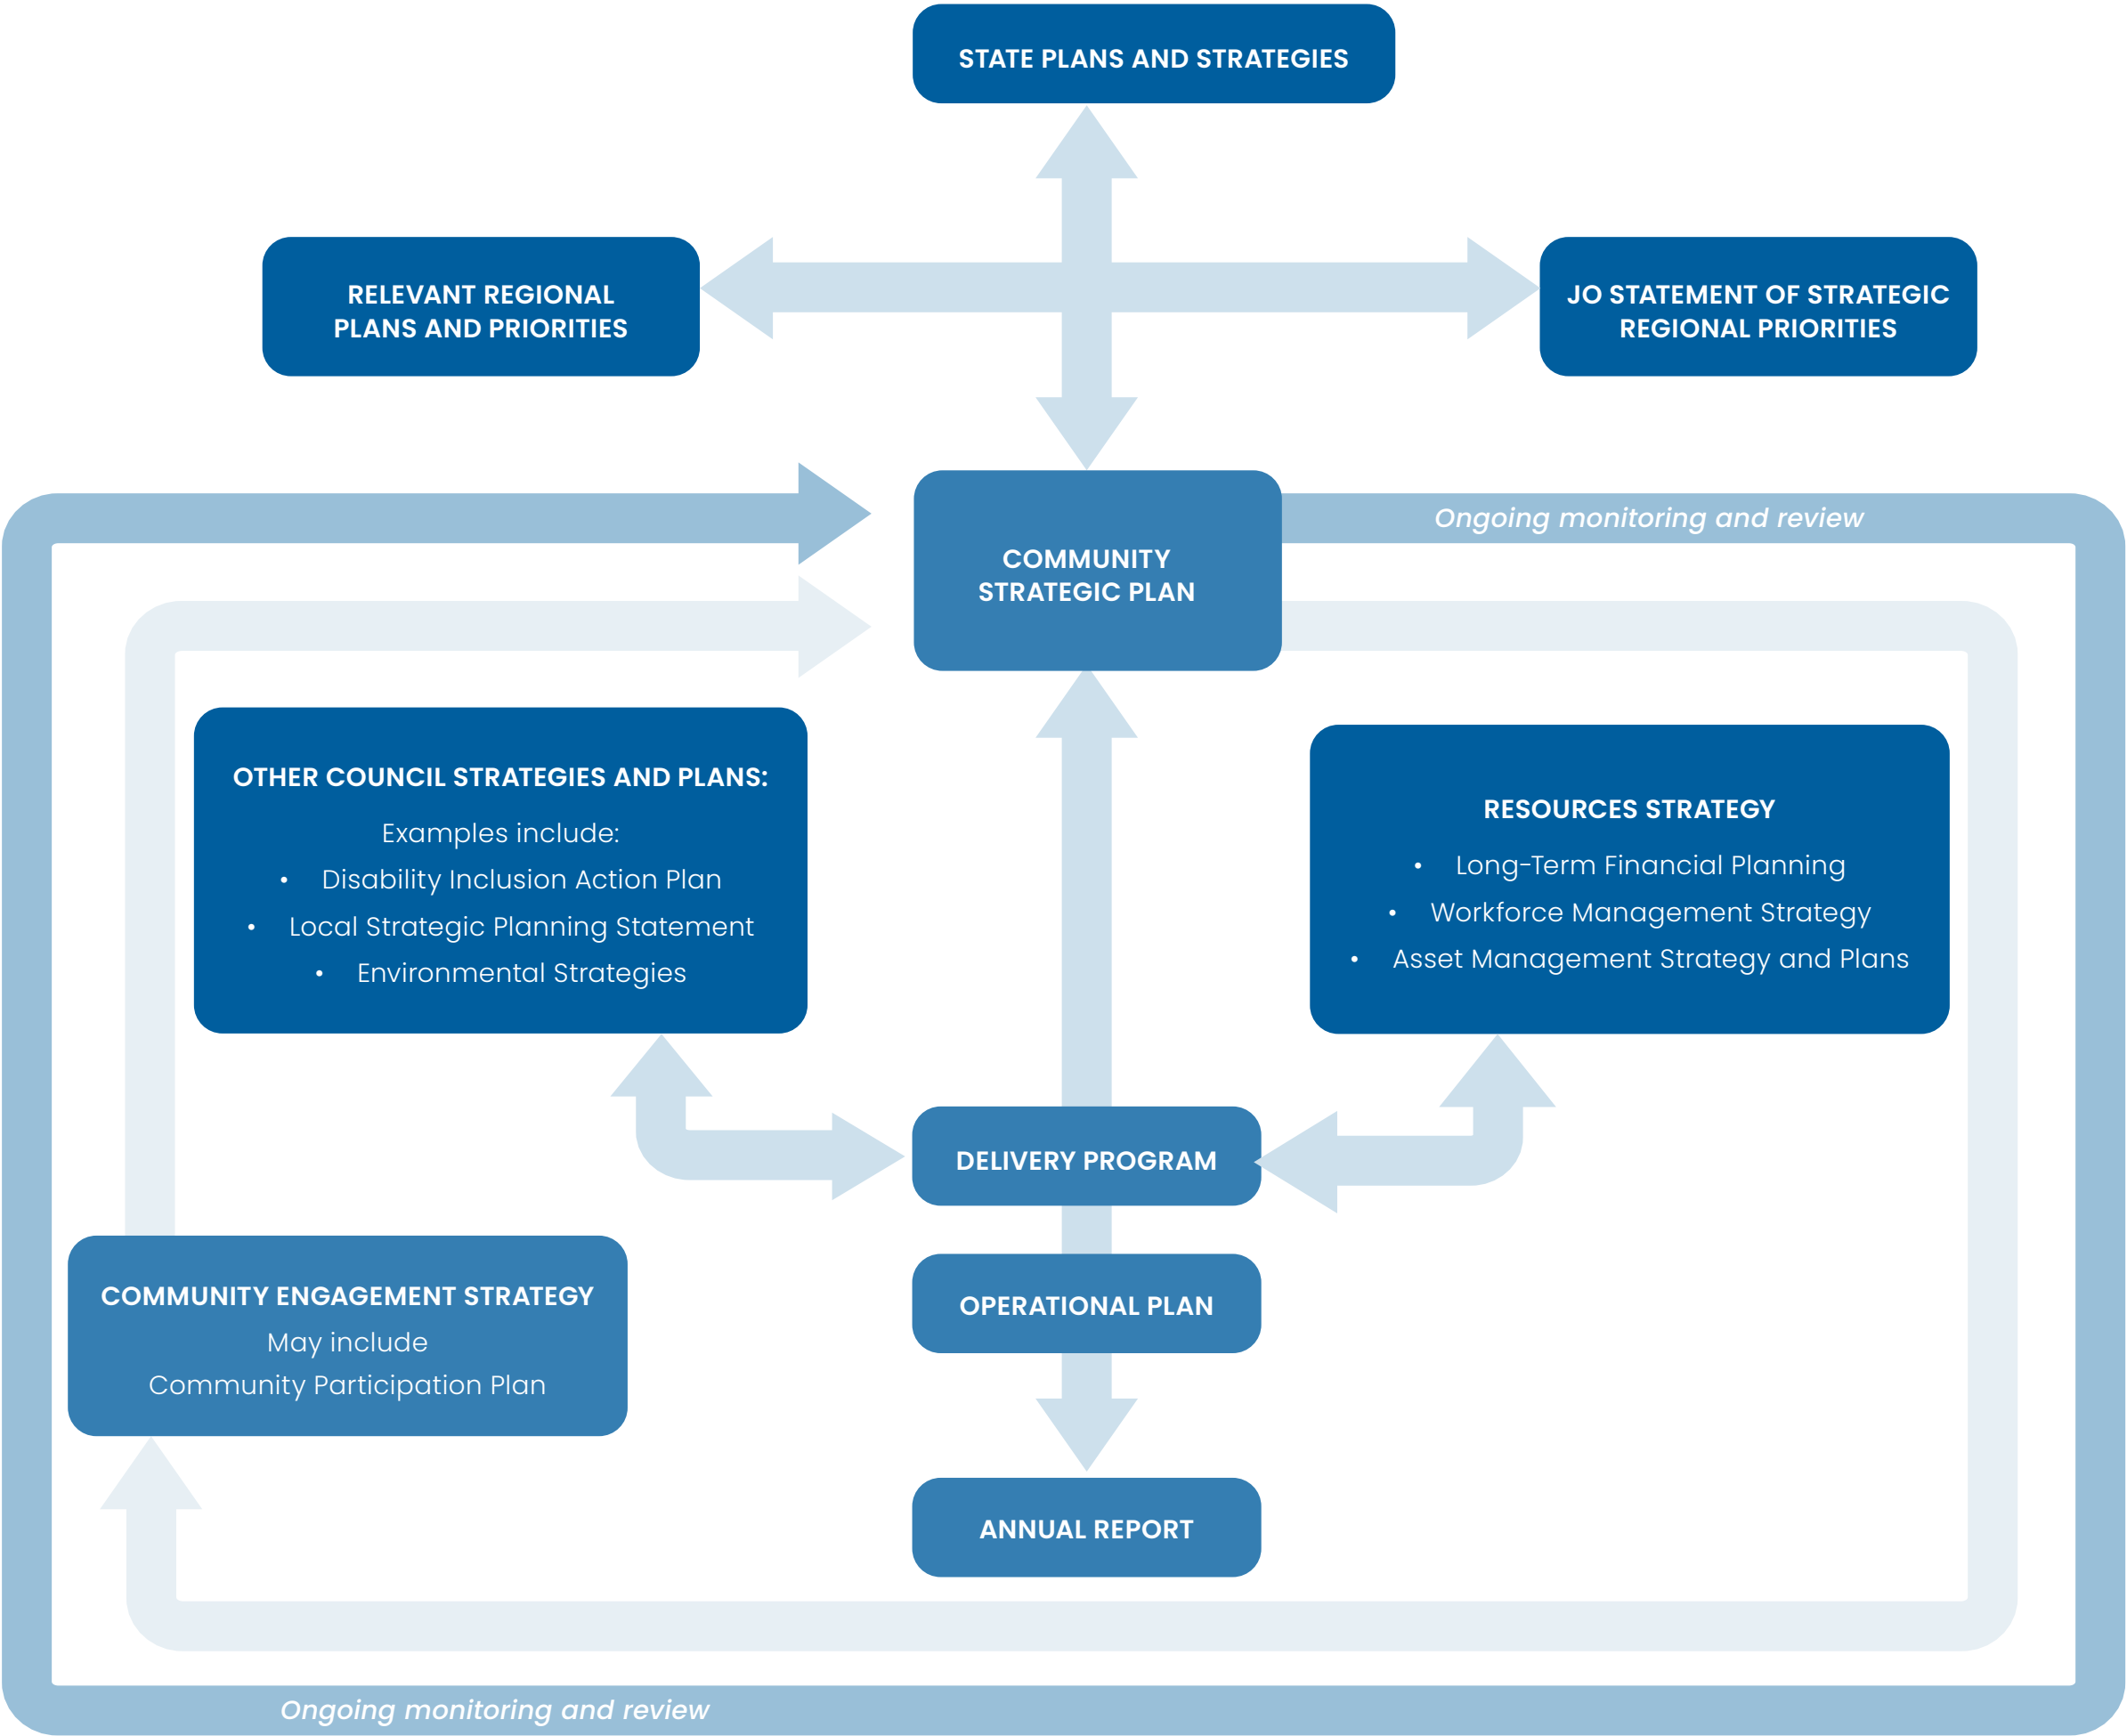 STATE PLANS AND STRATEGIES
RELEVANT REGIONAL
PLANS AND PRIORITIES
JO STATEMENT OF STRATEGIC
REGIONAL PRIORITIES
COMMUNITY
STRATEGIC PLAN
Ongoing monitoring and review
OTHER COUNCIL STRATEGIES AND PLANS:
Examples include:
• Disability Inclusion Action Plan
• Local Strategic Planning Statement
• Environmental Strategies
RESOURCES STRATEGY
• Long-Term Financial Planning
• Workforce Management Strategy
• Asset Management Strategy and Plans
DELIVERY PROGRAM
COMMUNITY ENGAGEMENT STRATEGY
May include
Community Participation Plan
OPERATIONAL PLAN
ANNUAL REPORT
Ongoing monitoring and review